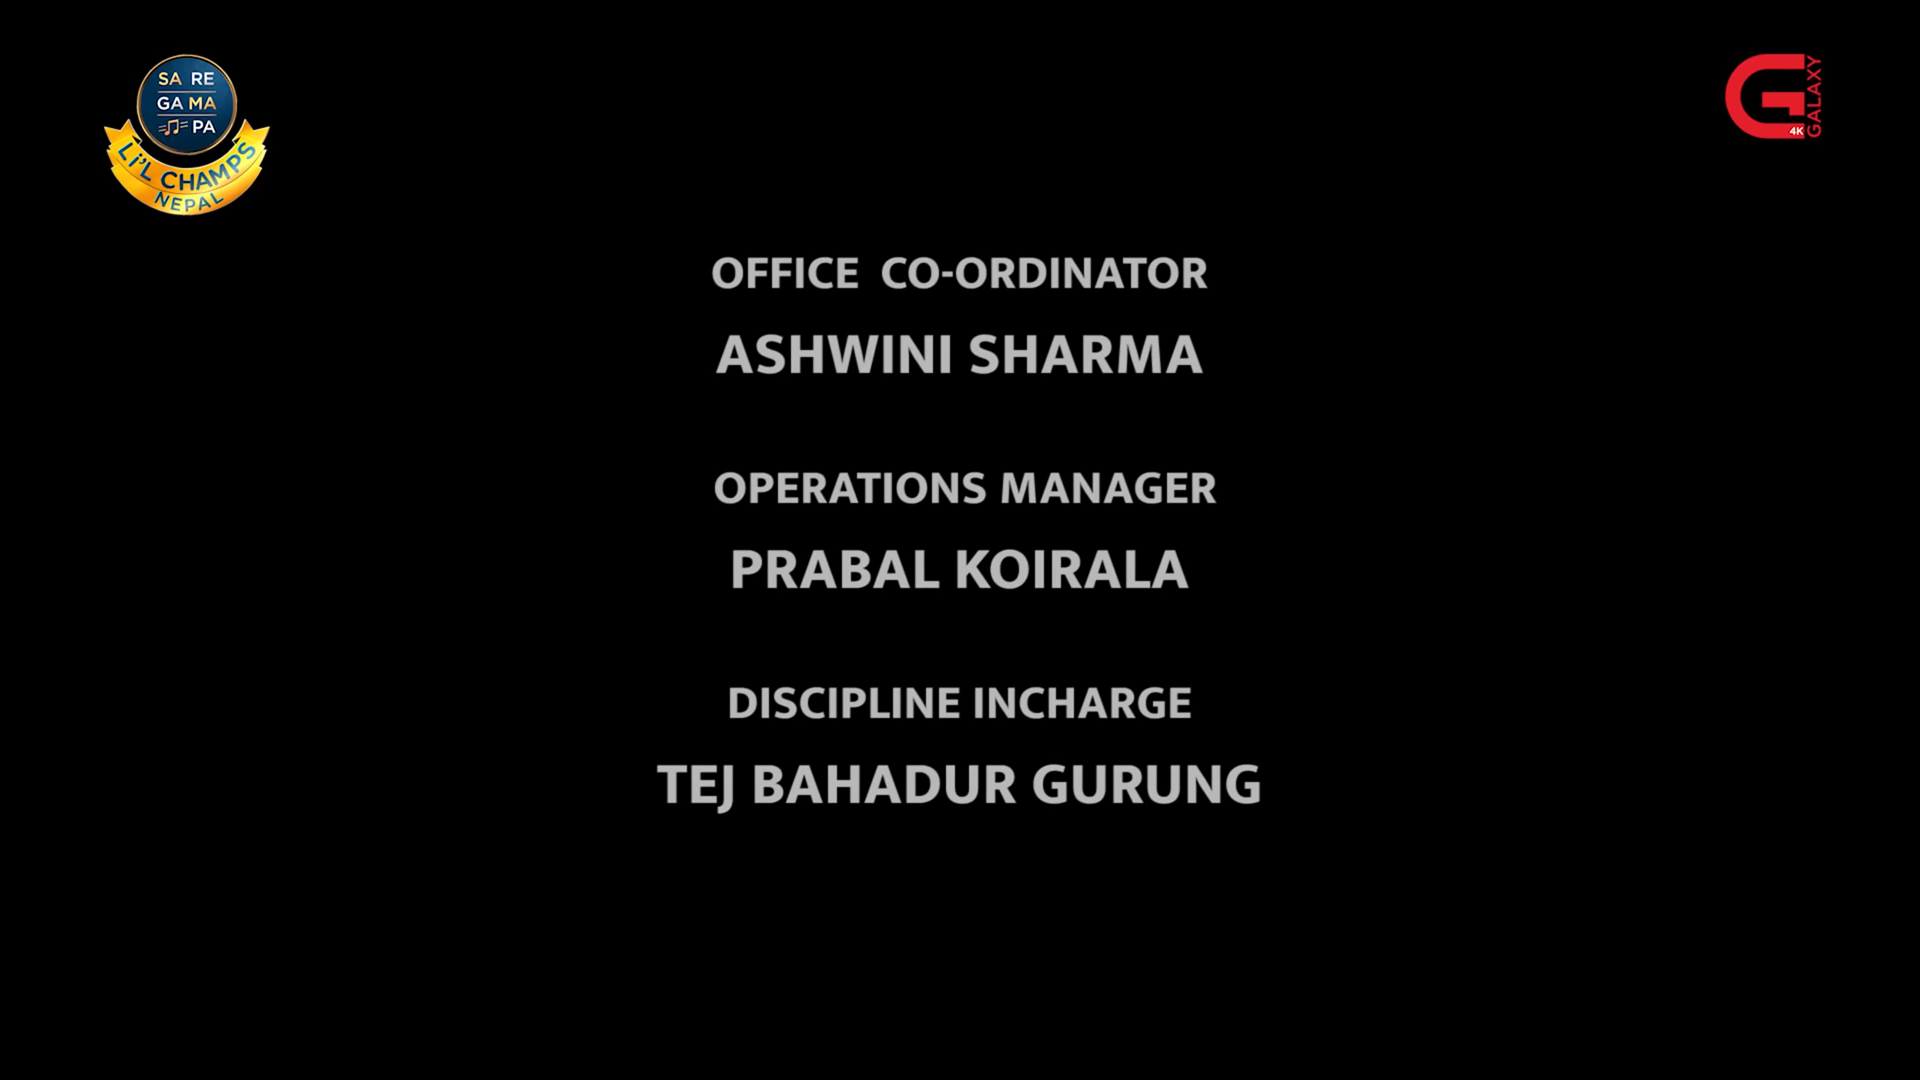 SA RE
GA MA
PA
Li'L CHAMPS
NEPAL
4K
GALAXY
OFFICE CO-ORDINATOR
ASHWINI SHARMA
OPERATIONS MANAGER
PRABAL KOIRALA
DISCIPLINE INCHARGE
TEJ BAHADUR GURUNG